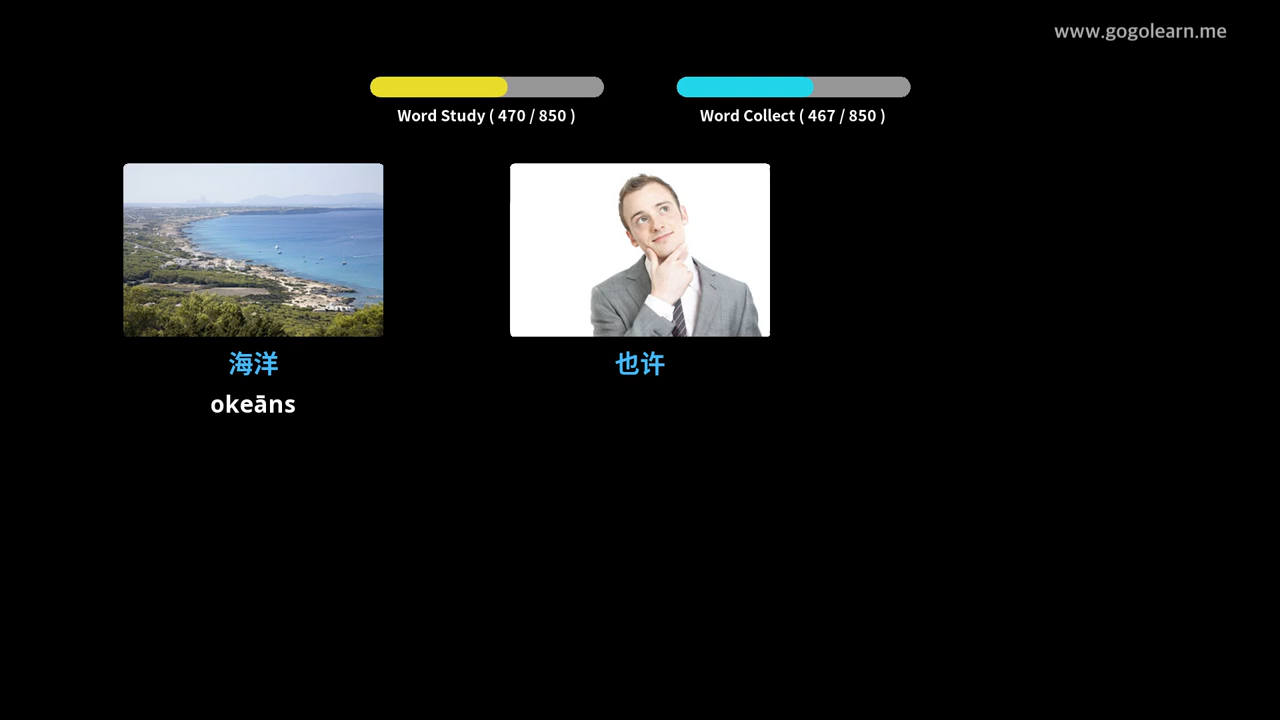 www.gogolearn.me
Word Study ( 470 / 850 )
Word Collect ( 467 / 850 )
海洋
也许
okeāns